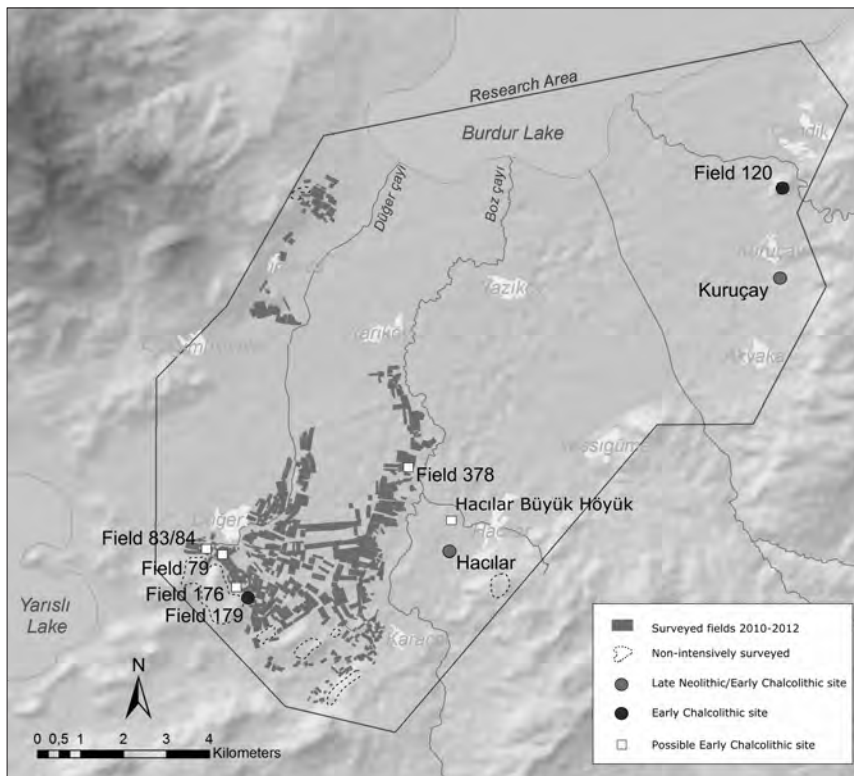 Research Area
Burdur Lake
Düğer çayı
Boz çayı
Field 120
Kuruçay
Kuruçay
Field 378
Hacılar Büyük Höyük
Düğer
Field 83/84
Field 79
Hacılar
Field 176
Field 179
Yarışlı
Lake
N
0 0,5 1 2 3 4
Kilometers
Surveyed fields 2010-2012
Non-intensively surveyed
Late Neolithic/Early Chalcolithic site
Early Chalcolithic site
Possible Early Chalcolithic site